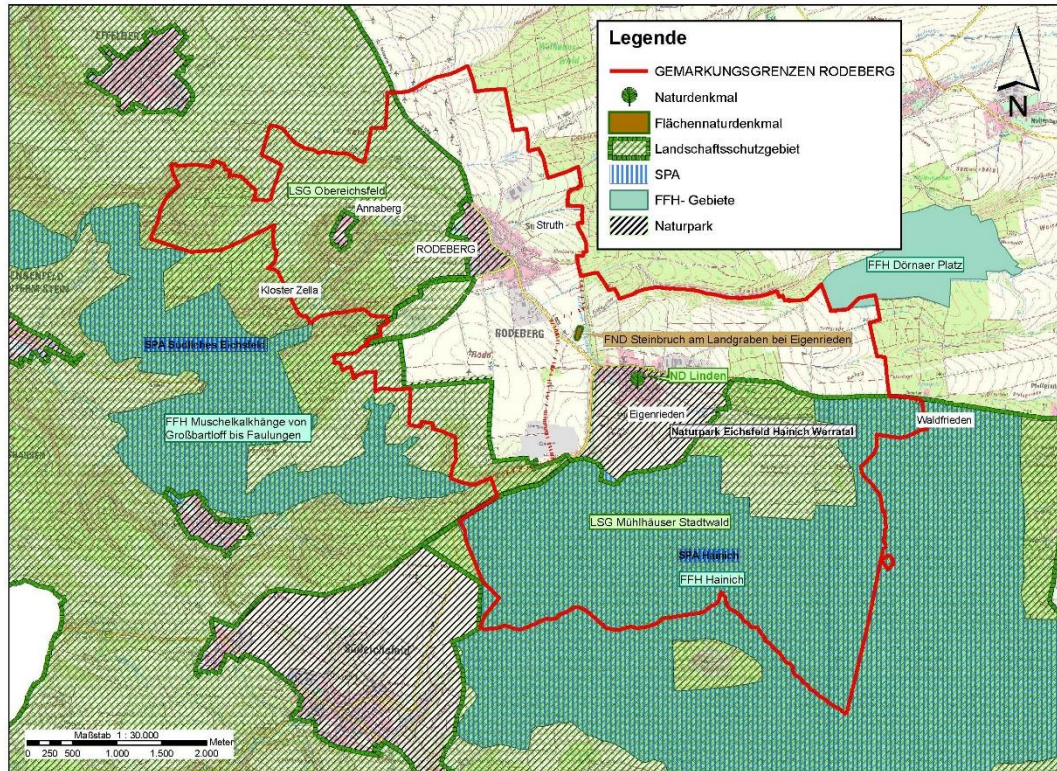 EFFELDER
Legende
GEMARKUNGSGRENZEN RODEBERG
Naturdenkmal
Flächennaturdenkmal
Landschaftsschutzgebiet
SPA
FFH- Gebiete
Naturpark
N
LSG Obereichsfeld
Annaberg
Struth
RODEBERG
FFH Dörnaer Platz
Kloster Zella
RODEBERG
FND Steinbruch am Landgraben bei Eigenrieden
SPA Südliches Eichsfeld
ND Linden
Eigenrieden
Waldfrieden
FFH Muschelkalkhänge von
Großbartloff bis Faulungen
Naturpark Eichsfeld Hainich Werratal
LSG Mühlhäuser Stadtwald
SPA Hainich
FFH Hainich
Südeichsfeld
Maßstab 1 : 30.000
Meter
0 250 500 1.000 1.500 2.000